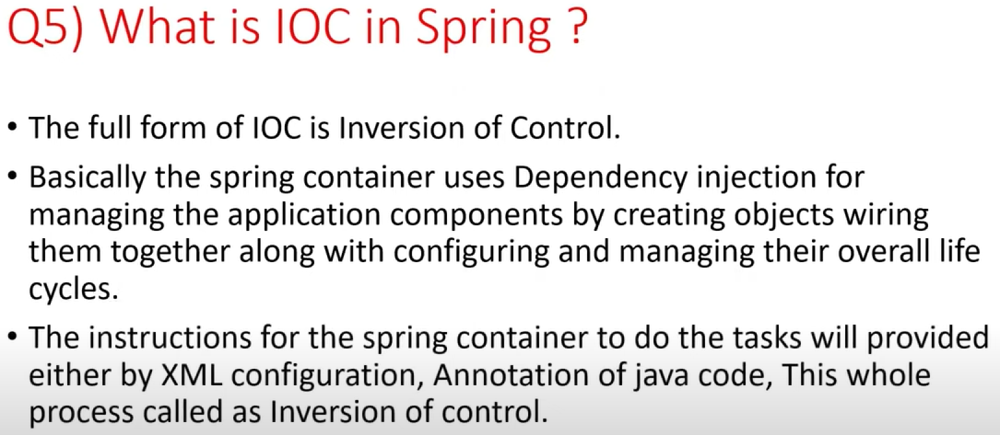 Q5) What is IOC in Spring ?
• The full form of IOC is Inversion of Control.
• Basically the spring container uses Dependency injection for
managing the application components by creating objects wiring
them together along with configuring and managing their overall life
cycles.
• The instructions for the spring container to do the tasks will provided
either by XML configuration, Annotation of java code, This whole
process called as Inversion of control.